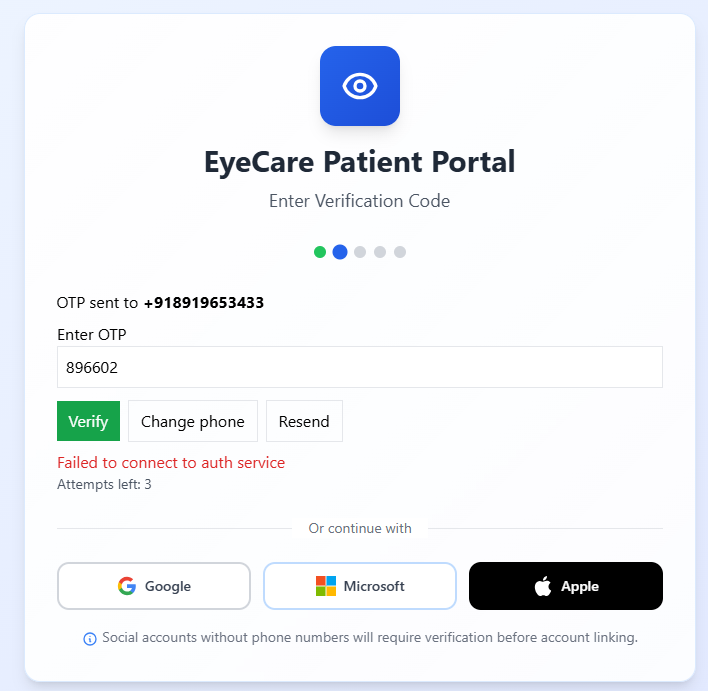 EyeCare Patient Portal
Enter Verification Code
OTP sent to +918919653433
Enter OTP
896602
Verify Change phone Resend
Failed to connect to auth service
Attempts left: 3
Or continue with
Google Microsoft Apple
Social accounts without phone numbers will require verification before account linking.